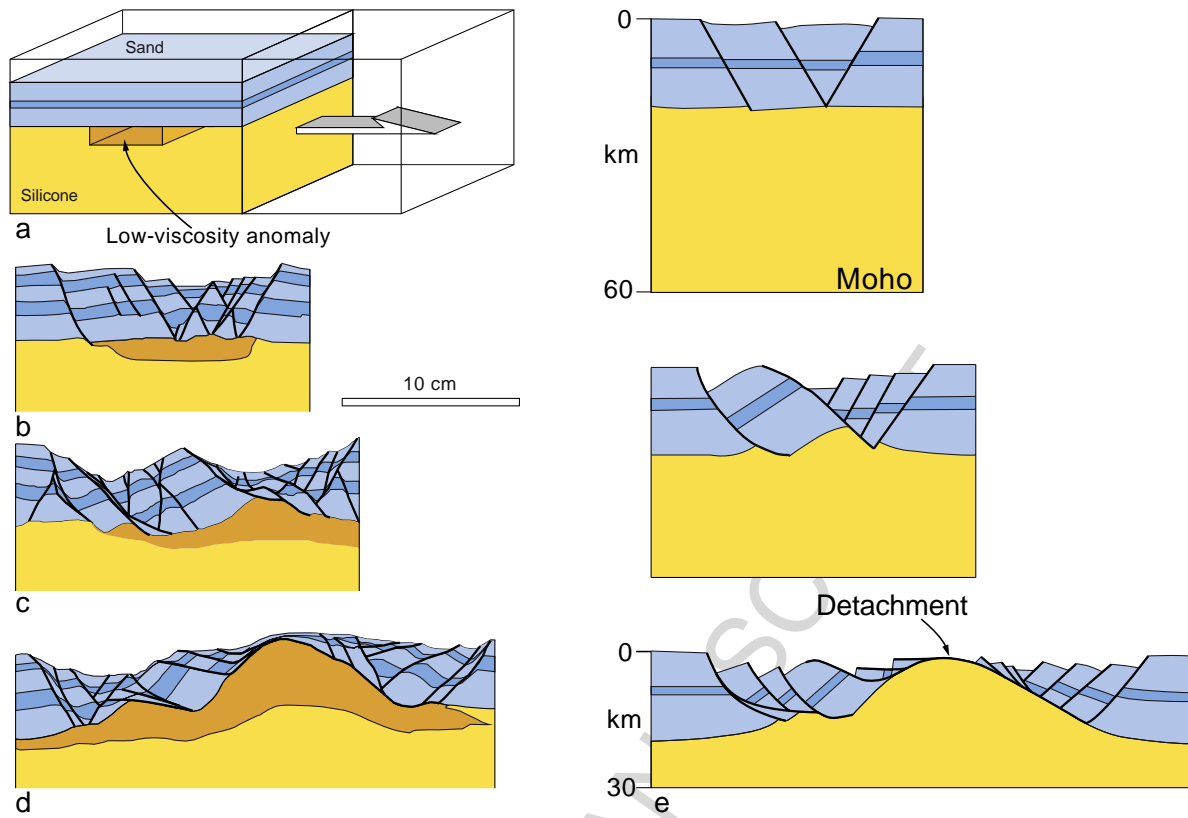 Sand
Silicone
a
Low-viscosity anomaly
b
10 cm
c
d
0
km
60
Moho
Detachment
0
km
30
e